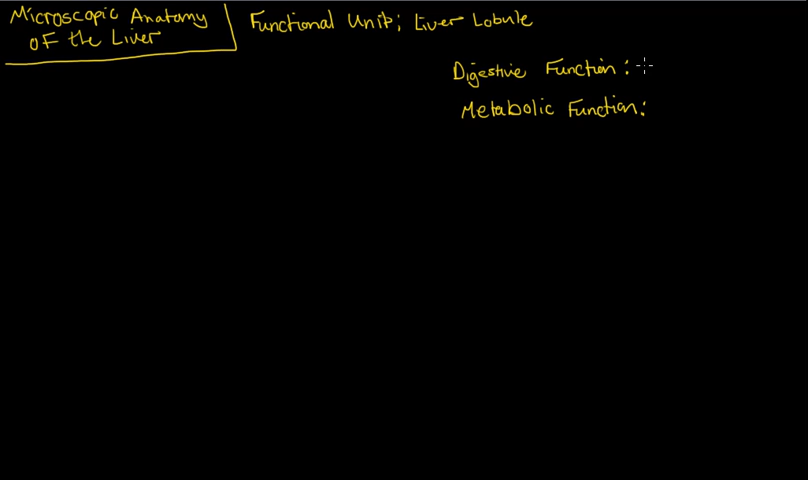 Microscopic Anatomy
of the Liver
Functional Unit; Liver Lobule
Digestive Function:
Metabolic Function: